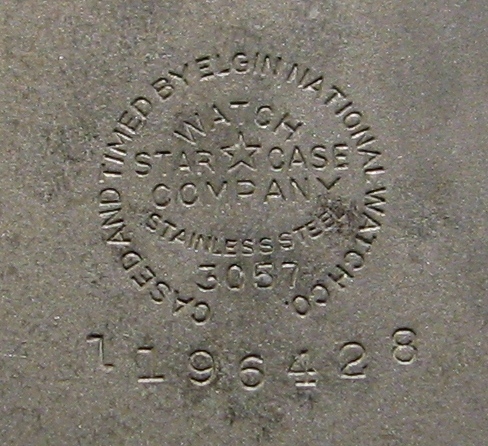 CASED AND TIMED BY ELGIN NATIONAL WATCH CO.
WATCH
STAR CASE
COMPANY
STAINLESS STEEL
3057
1196428